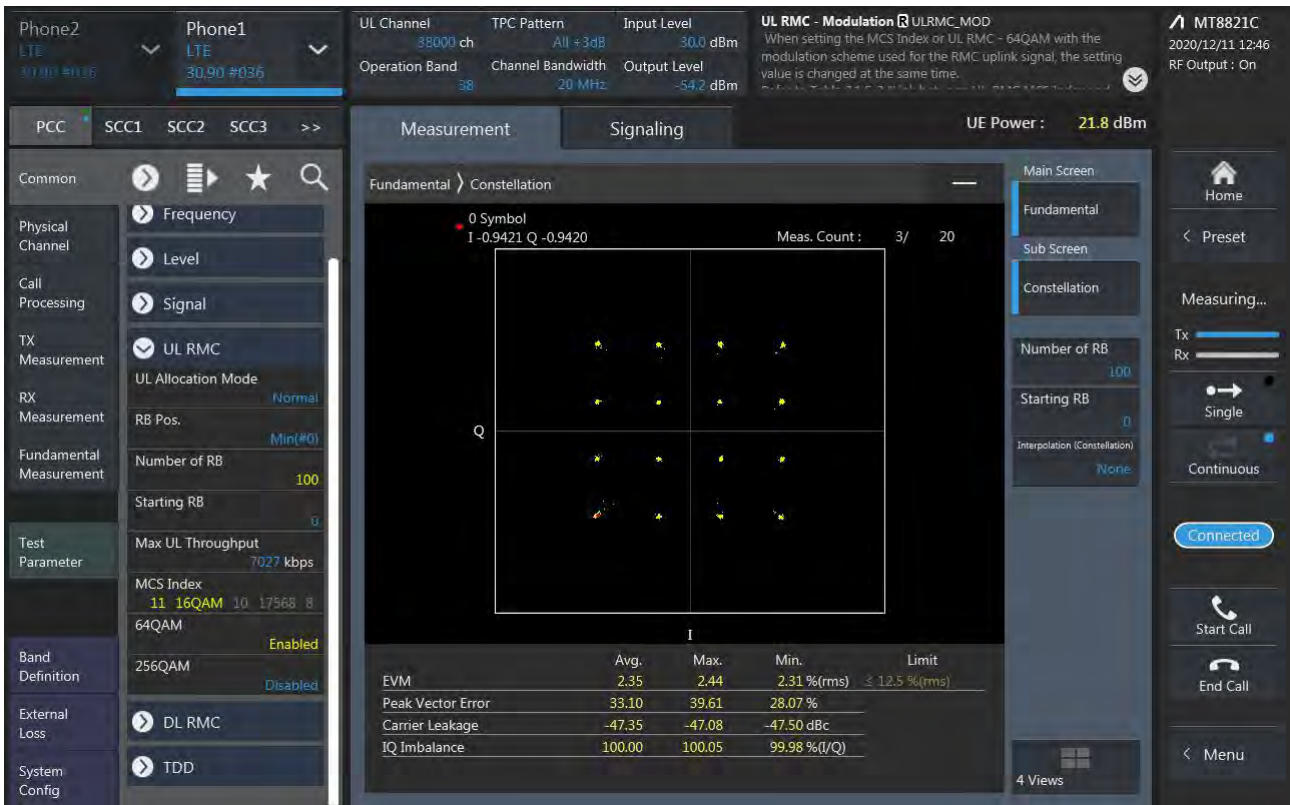 Phone2
LTE
Phone1
LTE
30,90 #036
UL Channel
38000 ch
TPC Pattern
All +3dB
Input Level
30.0 dBm
Operation Band
38
Channel Bandwidth
20 MHz
Output Level
-54.2 dBm
UL RMC - Modulation R ULRMC_MOD
When setting the MCS Index or UL RMC - 64QAM with the
modulation scheme used for the RMC uplink signal, the setting
value is changed at the same time.
MT8821C
2020/12/11 12:46
RF Output : On
PCC SCC1 SCC2 SCC3 >>
Measurement
Signaling
UE Power : 21.8 dBm
Common
Physical
Channel
Call
Processing
TX
Measurement
RX
Measurement
Fundamental
Measurement
Test
Parameter
Band
Definition
External
Loss
System
Config
Frequency
Level
Signal
UL RMC
UL Allocation Mode
Normal
RB Pos.
Min(#0)
Number of RB
100
Starting RB
0
Max UL Throughput
7027 kbps
MCS Index
11 16QAM 10 17568 8
64QAM
Enabled
256QAM
Disabled
DL RMC
TDD
Fundamental > Constellation
0 Symbol
I -0.9421 Q -0.9420
Meas. Count : 3/ 20
Q
I
Avg. Max. Min. Limit
EVM 2.35 2.44 2.31 %(rms) ≤ 12.5 %(rms)
Peak Vector Error 33.10 39.61 28.07 %
Carrier Leakage -47.35 -47.08 -47.50 dBc
IQ Imbalance 100.00 100.05 99.98 %(I/Q)
Main Screen
Fundamental
Sub Screen
Constellation
Number of RB
100
Starting RB
0
Interpolation (Constellation)
None
4 Views
Home
< Preset
Measuring...
Tx
Rx
Single
Continuous
Connected
Start Call
End Call
< Menu